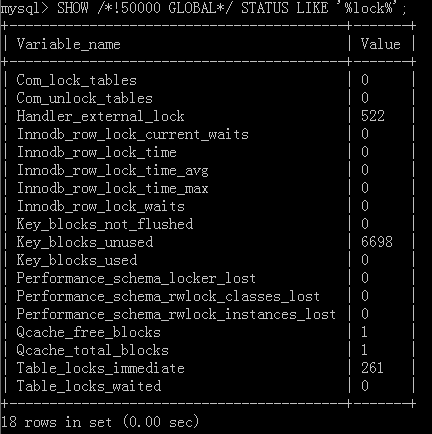 mysql> SHOW /*!50000 GLOBAL*/ STATUS LIKE '%lock%';
+------------------------------------------+-------+
| Variable_name | Value |
+------------------------------------------+-------+
| Com_lock_tables | 0 |
| Com_unlock_tables | 0 |
| Handler_external_lock | 522 |
| Innodb_row_lock_current_waits | 0 |
| Innodb_row_lock_time | 0 |
| Innodb_row_lock_time_avg | 0 |
| Innodb_row_lock_time_max | 0 |
| Innodb_row_lock_waits | 0 |
| Key_blocks_not_flushed | 0 |
| Key_blocks_unused | 6698 |
| Key_blocks_used | 0 |
| Performance_schema_locker_lost | 0 |
| Performance_schema_rwlock_classes_lost | 0 |
| Performance_schema_rwlock_instances_lost | 0 |
| Qcache_free_blocks | 1 |
| Qcache_total_blocks | 1 |
| Table_locks_immediate | 261 |
| Table_locks_waited | 0 |
+------------------------------------------+-------+
18 rows in set (0.00 sec)